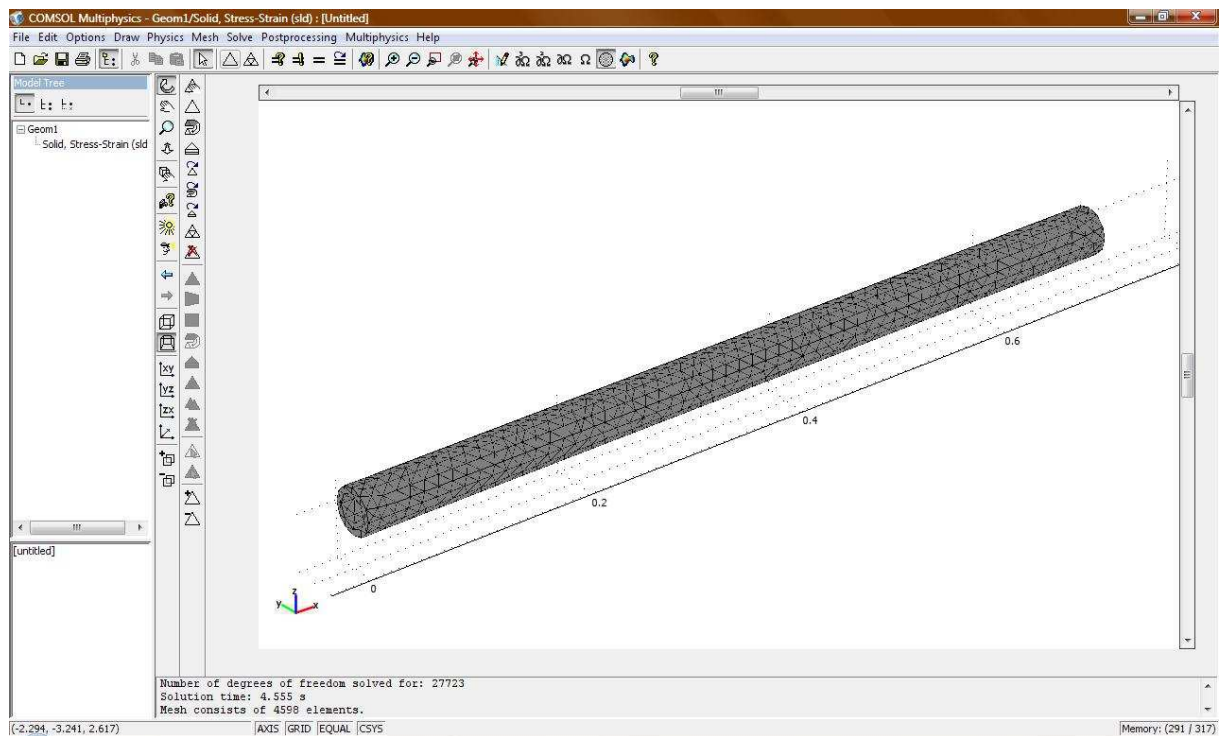 COMSOL Multiphysics - Geom1/Solid, Stress-Strain (sld) : [Untitled]
File Edit Options Draw Physics Mesh Solve Postprocessing Multiphysics Help
Model Tree
Geom1
Solid, Stress-Strain (sld
[untitled]
xy
yz
zx
0.6
0.4
0.2
0
z
y
x
Number of degrees of freedom solved for: 27723
Solution time: 4.555 s
Mesh consists of 4598 elements.
(-2.294, -3.241, 2.617) AXIS GRID EQUAL CSYS Memory: (291 / 317)